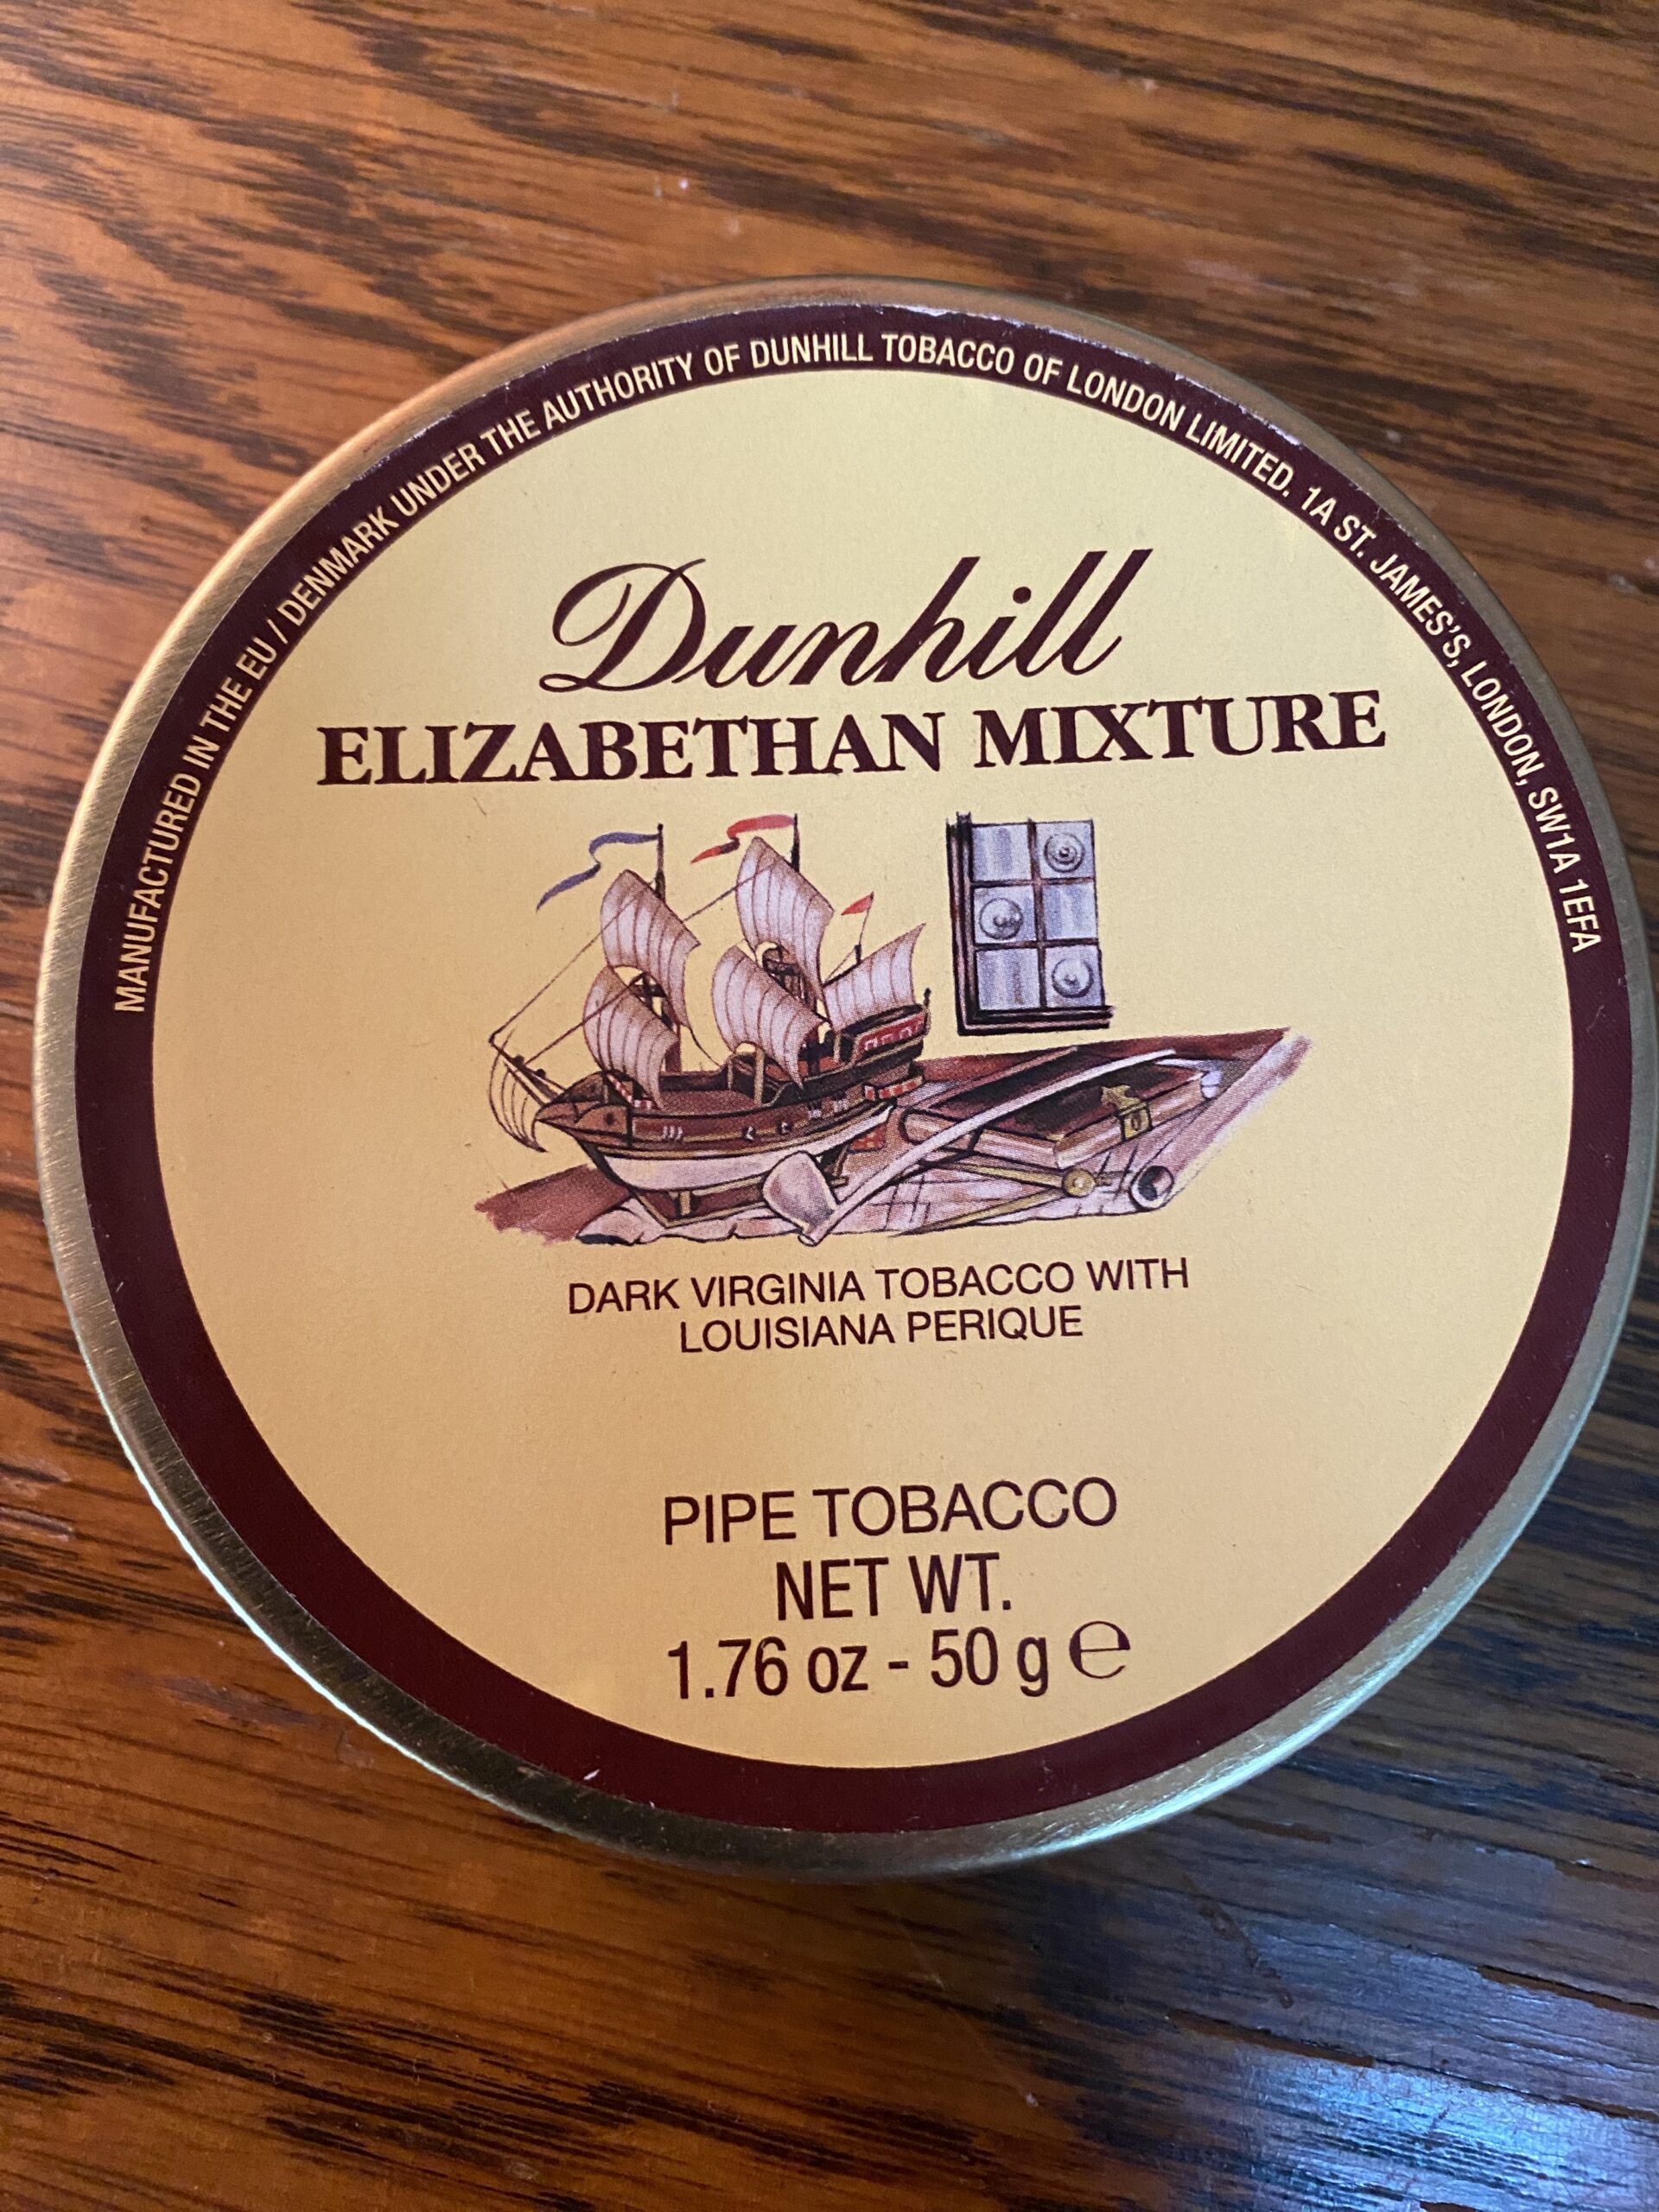 MANUFACTURED IN THE EU / DENMARK UNDER THE AUTHORITY OF DUNHILL TOBACCO OF LONDON LIMITED. 1A ST. JAMES'S, LONDON, SW1A 1EFA
Dunhill
ELIZABETHAN MIXTURE
DARK VIRGINIA TOBACCO WITH
LOUISIANA PERIQUE
PIPE TOBACCO
NET WT.
1.76 oz - 50 g ℮